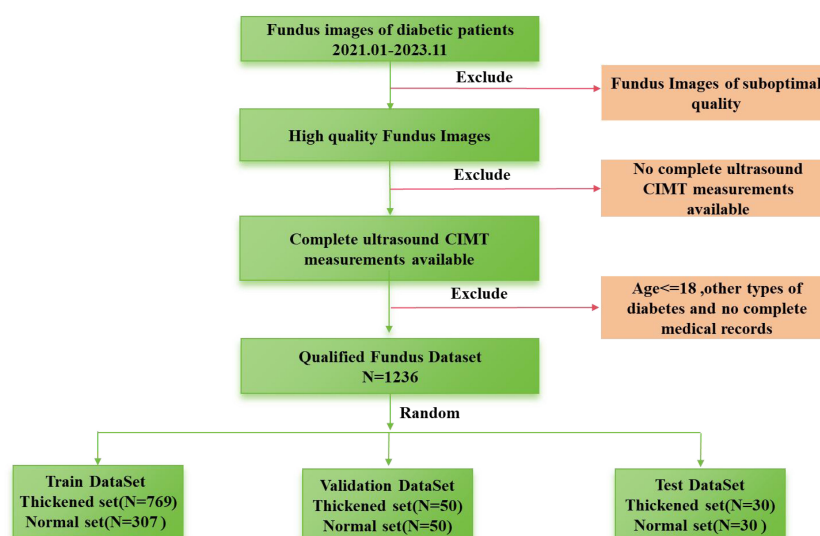 Fundus images of diabetic patients
2021.01-2023.11
Exclude
Fundus Images of suboptimal
quality
High quality Fundus Images
Exclude
No complete ultrasound
CIMT measurements
available
Complete ultrasound CIMT
measurements available
Exclude
Age<=18 ,other types of
diabetes and no complete
medical records
Qualified Fundus Dataset
N=1236
Random
Train DataSet
Thickened set(N=769)
Normal set(N=307 )
Validation DataSet
Thickened set(N=50)
Normal set(N=50)
Test DataSet
Thickened set(N=30)
Normal set(N=30 )